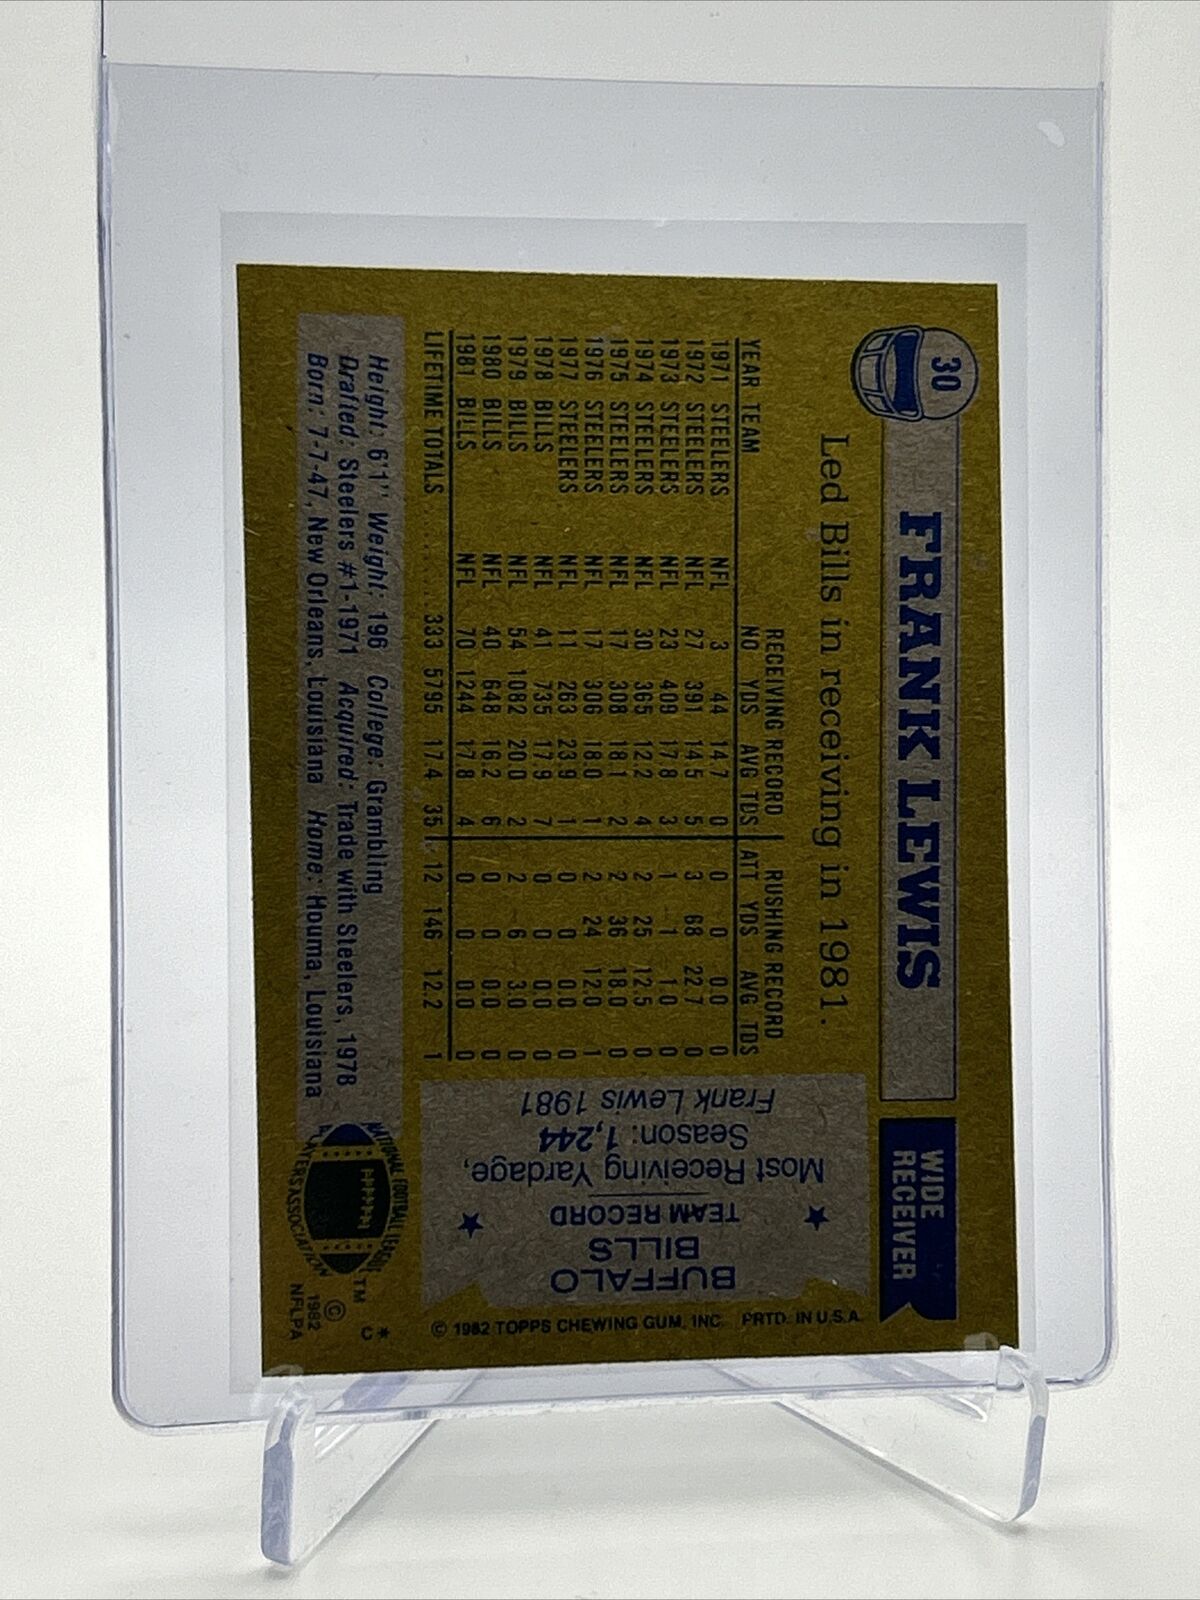 30
FRANK LEWIS
WIDE
RECEIVER
Led Bills in receiving in 1981.
RECEIVING RECORD RUSHING RECORD
YEAR TEAM NO YDS AVG TDS ATT YDS AVG TDS
1971 STEELERS NFL 3 44 14.7 0 0 0 0.0 0
1972 STEELERS NFL 27 391 14.5 5 3 68 22.7 0
1973 STEELERS NFL 23 409 17.8 3 1 1 1.0 0
1974 STEELERS NFL 30 365 12.2 4 2 25 12.5 0
1975 STEELERS NFL 17 308 18.1 2 2 36 18.0 0
1976 STEELERS NFL 17 306 18.0 1 2 24 12.0 1
1977 STEELERS NFL 11 263 23.9 1 0 0 0.0 0
1978 BILLS NFL 41 735 17.9 7 0 0 0.0 0
1979 BILLS NFL 54 1082 20.0 2 2 6 3.0 0
1980 BILLS NFL 40 648 16.2 6 0 0 0.0 0
1981 BILLS NFL 70 1244 17.8 4 0 0 0.0 0
LIFETIME TOTALS 333 5795 17.4 35 12 146 12.2 1
Height: 6'1" Weight: 196 College: Grambling
Drafted: Steelers #1-1971 Acquired: Trade with Steelers, 1978
Born: 7-7-47, New Orleans, Louisiana Home: Houma, Louisiana
BUFFALO
BILLS
TEAM RECORD
Most Receiving Yardage,
Season: 1,244
Frank Lewis 1981
© 1982 TOPPS CHEWING GUM, INC. PRTD. IN U.S.A.
C*
NATIONAL FOOTBALL LEAGUE
PLAYERS ASSOCIATION
TM
©
1982
NFLPA